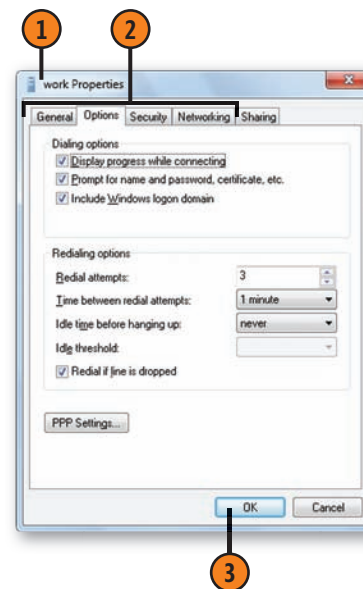 1 2
work Properties
General Options Security Networking Sharing
Dialing options
Display progress while connecting
Prompt for name and password, certificate, etc.
Include Windows logon domain
Redialing options
Redial attempts: 3
Time between redial attempts: 1 minute
Idle time before hanging up: never
Idle threshold:
Redial if line is dropped
PPP Settings...
OK Cancel
3